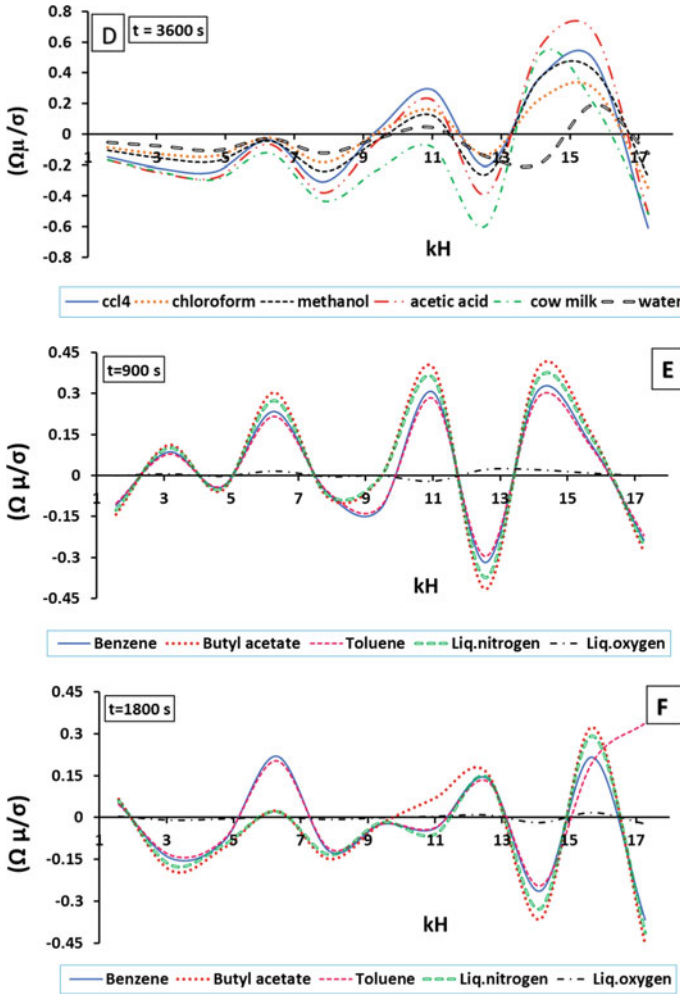 D
t = 3600 s
0.8
0.6
0.4
0.2
0
-0.2
-0.4
-0.6
-0.8
(Ωμ/σ)
1 3 5 7 9 11 13 15 17
kH
ccl4 chloroform methanol acetic acid cow milk water
t=900 s
E
0.45
0.3
0.15
0
-0.15
-0.3
-0.45
(Ω μ/σ)
1 3 5 7 9 11 13 15 17
kH
Benzene Butyl acetate Toluene Liq.nitrogen Liq.oxygen
t=1800 s
F
0.45
0.3
0.15
0
-0.15
-0.3
-0.45
(Ω μ/σ)
1 3 5 7 9 11 13 15 17
kH
Benzene Butyl acetate Toluene Liq.nitrogen Liq.oxygen